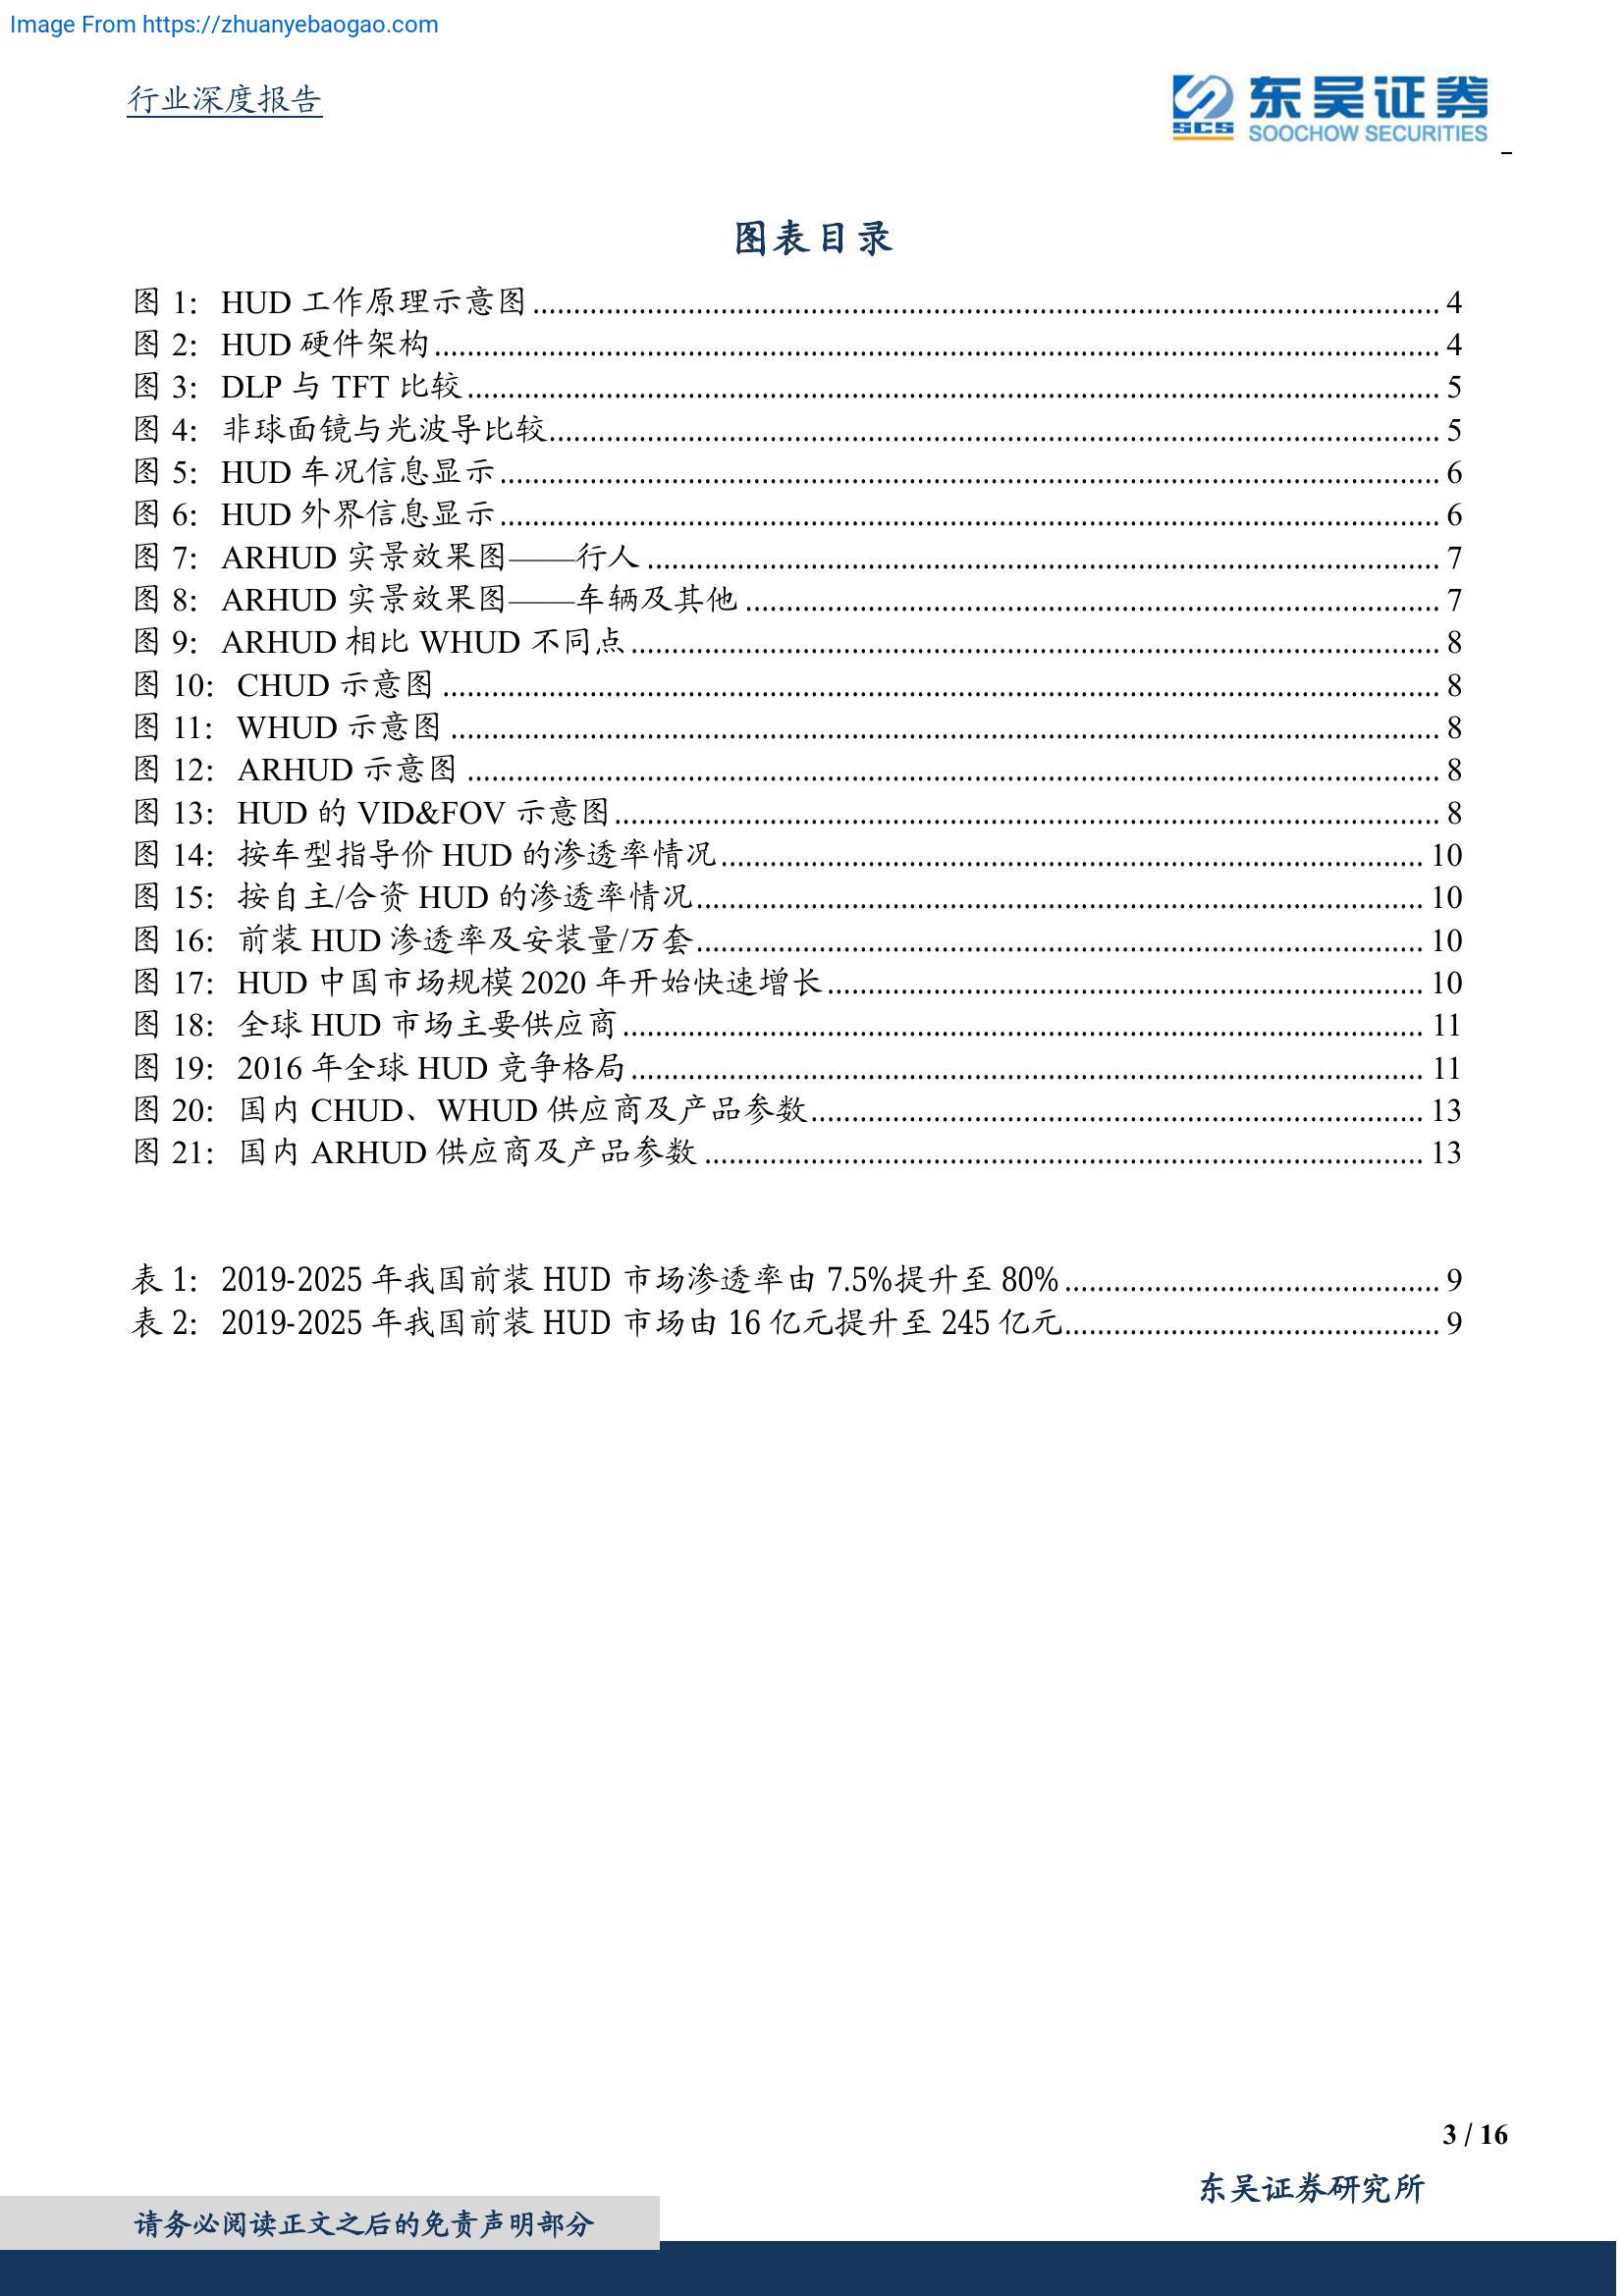 Image From https://zhuanyebaogao.com
行业深度报告
东吴证券
SCS
SOOCHOW SECURITIES
图表目录
图 1: HUD 工作原理示意图 4
图 2: HUD 硬件架构 4
图 3: DLP 与 TFT 比较 5
图 4: 非球面镜与光波导比较 5
图 5: HUD 车况信息显示 6
图 6: HUD 外界信息显示 6
图 7: ARHUD 实景效果图——行人 7
图 8: ARHUD 实景效果图——车辆及其他 7
图 9: ARHUD 相比 WHUD 不同点 8
图 10: CHUD 示意图 8
图 11: WHUD 示意图 8
图 12: ARHUD 示意图 8
图 13: HUD 的 VID&FOV 示意图 8
图 14: 按车型指导价 HUD 的渗透率情况 10
图 15: 按自主/合资 HUD 的渗透率情况 10
图 16: 前装 HUD 渗透率及安装量/万套 10
图 17: HUD 中国市场规模 2020 年开始快速增长 10
图 18: 全球 HUD 市场主要供应商 11
图 19: 2016 年全球 HUD 竞争格局 11
图 20: 国内 CHUD、WHUD 供应商及产品参数 13
图 21: 国内 ARHUD 供应商及产品参数 13
表 1: 2019-2025 年我国前装 HUD 市场渗透率由 7.5%提升至 80% 9
表 2: 2019-2025 年我国前装 HUD 市场由 16 亿元提升至 245 亿元 9
3 / 16
东吴证券研究所
请务必阅读正文之后的免责声明部分